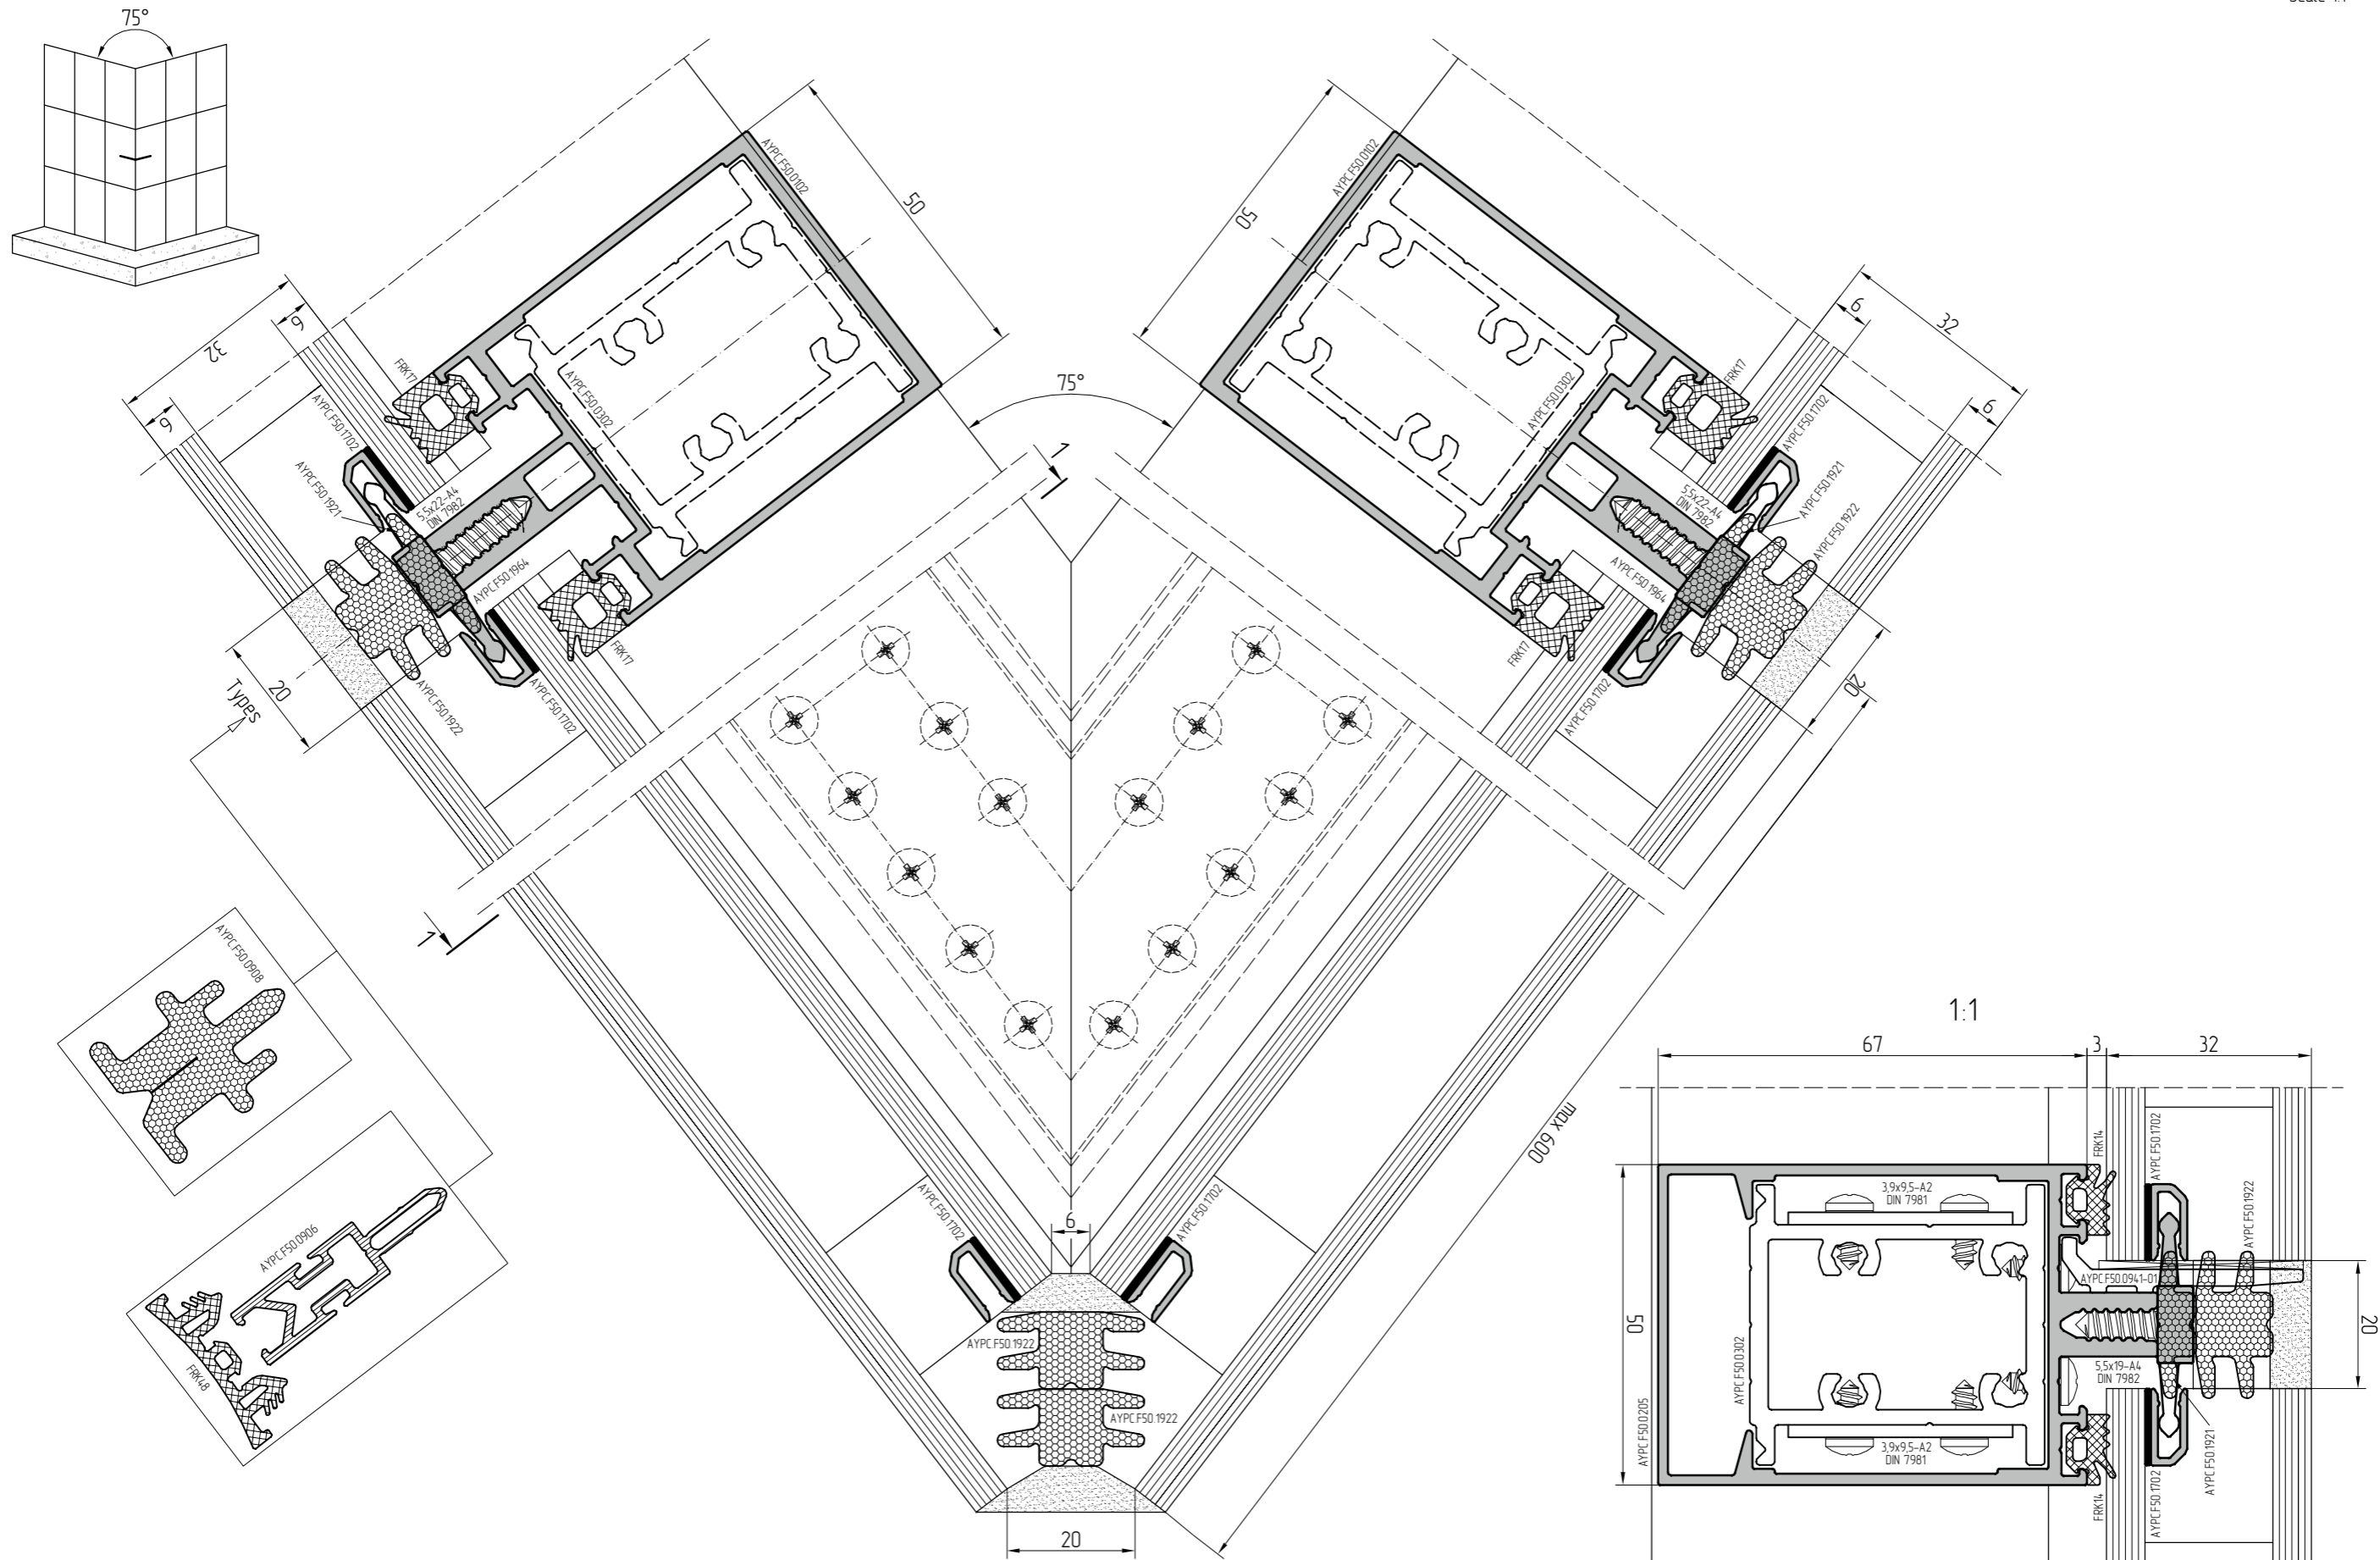 75°
AYPC.F50.0102
50
32
6
6
FRK17
AYPC.F50.0302
AYPC.F50.1702
AYPC.F50.1921
5,5x22-A4
DIN 7982
AYPC.F50.1964
FRK17
20
Types
AYPC.F50.1922
AYPC.F50.1702
75°
1
1
AYPC.F50.0102
50
6
32
6
FRK17
AYPC.F50.0302
AYPC.F50.1702
AYPC.F50.1921
5,5x22-A4
DIN 7982
AYPC.F50.1922
AYPC.F50.1964
FRK17
AYPC.F50.1702
20
max 600
AYPC.F50.0908
AYPC.F50.0906
FRK48
AYPC.F50.1702
6
AYPC.F50.1702
AYPC.F50.1922
AYPC.F50.1922
20
1:1
67
3
32
FRK14
AYPC.F50.1702
AYPC.F50.1922
3,9x9,5-A2
DIN 7981
AYPC.F50.0941-01
50
AYPC.F50.0302
5,5x19-A4
DIN 7982
20
AYPC.F50.0205
3,9x9,5-A2
DIN 7981
FRK14
AYPC.F50.1702
AYPC.F50.1921